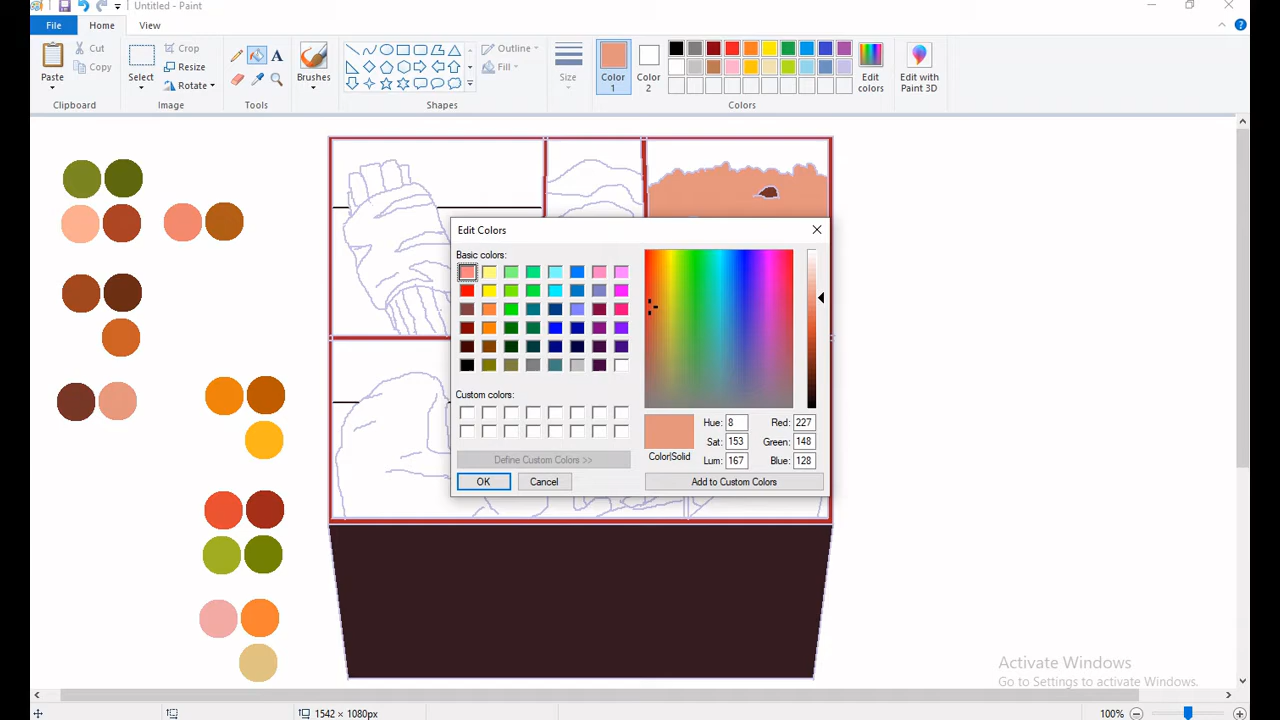 Untitled - Paint
File
Home
View
Paste
Cut
Copy
Clipboard
Select
Crop
Resize
Rotate
Image
Tools
Brushes
Outline
Fill
Shapes
Size
Color
1
Color
2
Edit
colors
Colors
Edit with
Paint 3D
Edit Colors
Basic colors:
Custom colors:
Define Custom Colors >>
OK
Cancel
Color|Solid
Hue: 8
Sat: 153
Lum: 167
Red: 227
Green: 148
Blue: 128
Add to Custom Colors
Activate Windows
Go to Settings to activate Windows.
1542 × 1080px
100%